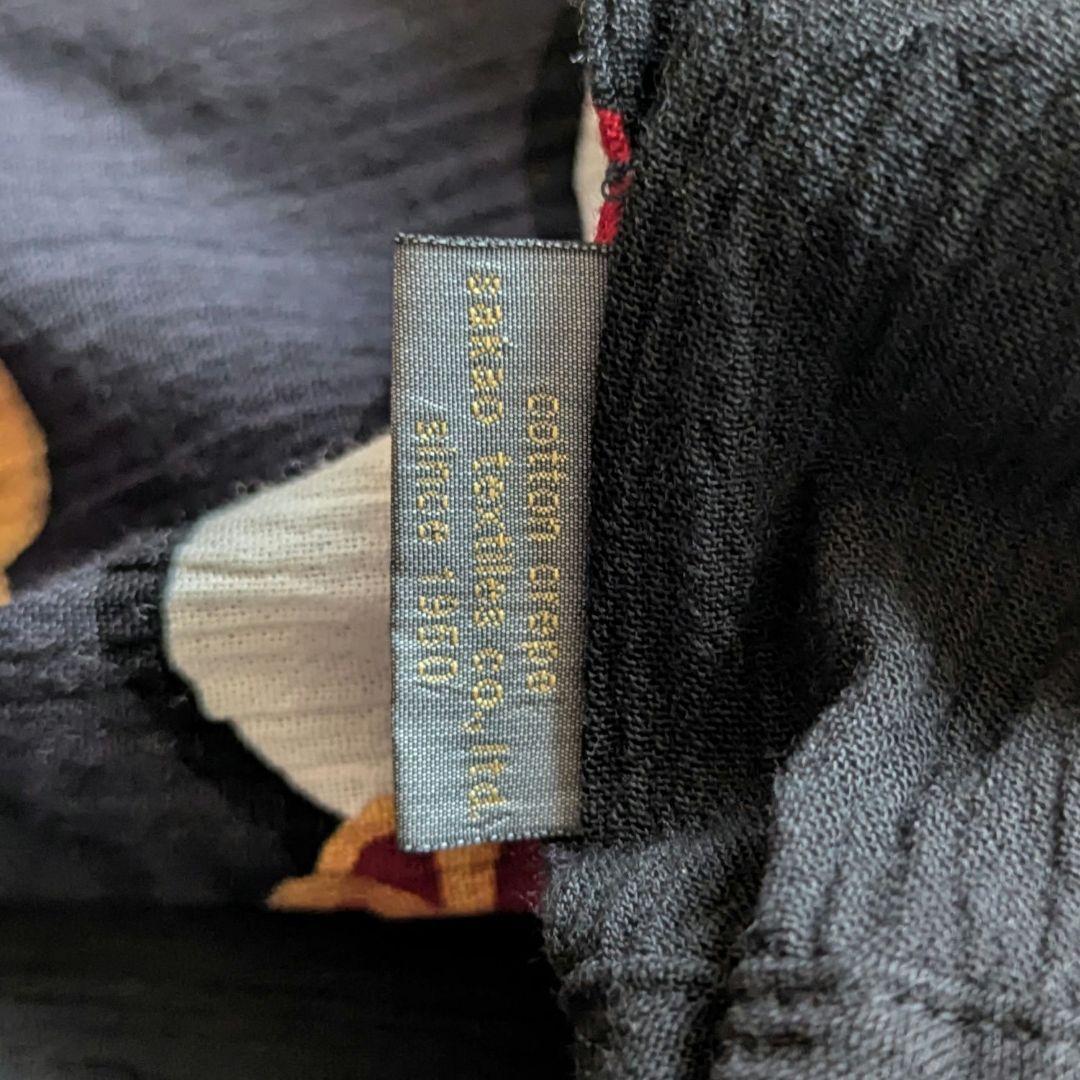 cotton crepe
sakao textiles co.,ltd.
since 1950